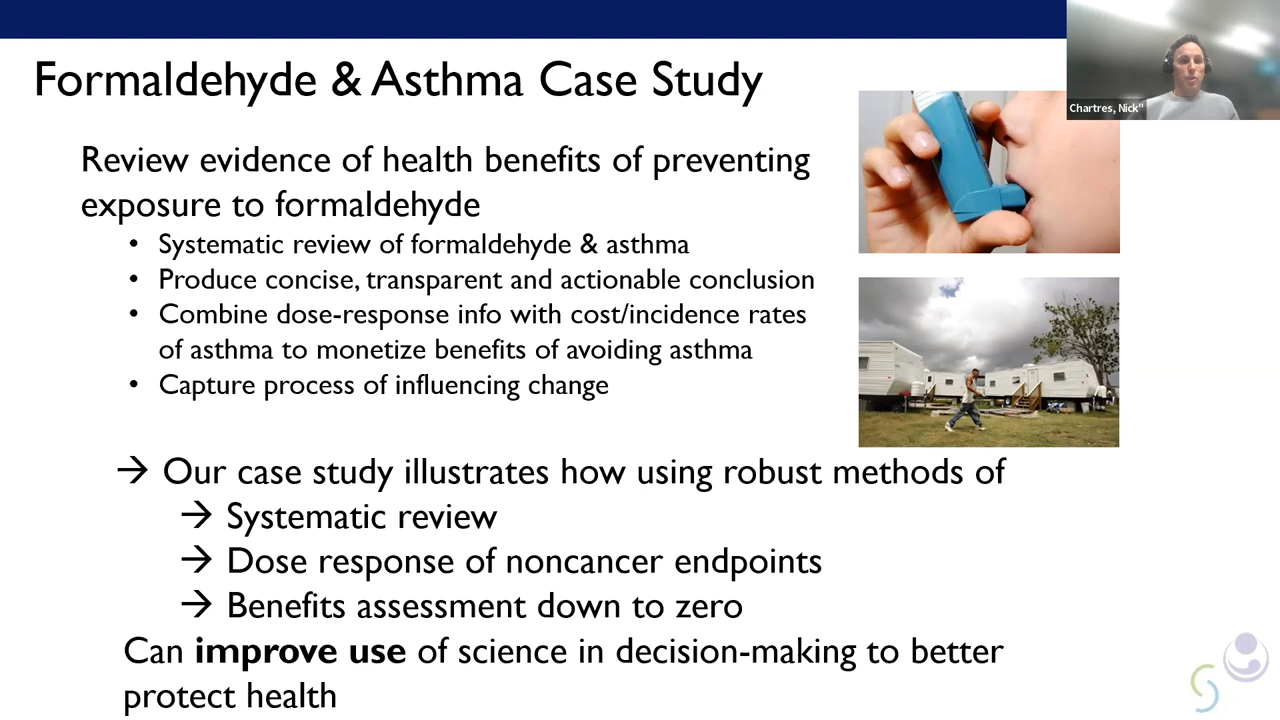 Formaldehyde & Asthma Case Study
Chartres, Nick"
Review evidence of health benefits of preventing
exposure to formaldehyde
• Systematic review of formaldehyde & asthma
• Produce concise, transparent and actionable conclusion
• Combine dose-response info with cost/incidence rates
of asthma to monetize benefits of avoiding asthma
• Capture process of influencing change
→ Our case study illustrates how using robust methods of
→ Systematic review
→ Dose response of noncancer endpoints
→ Benefits assessment down to zero
Can improve use of science in decision-making to better
protect health